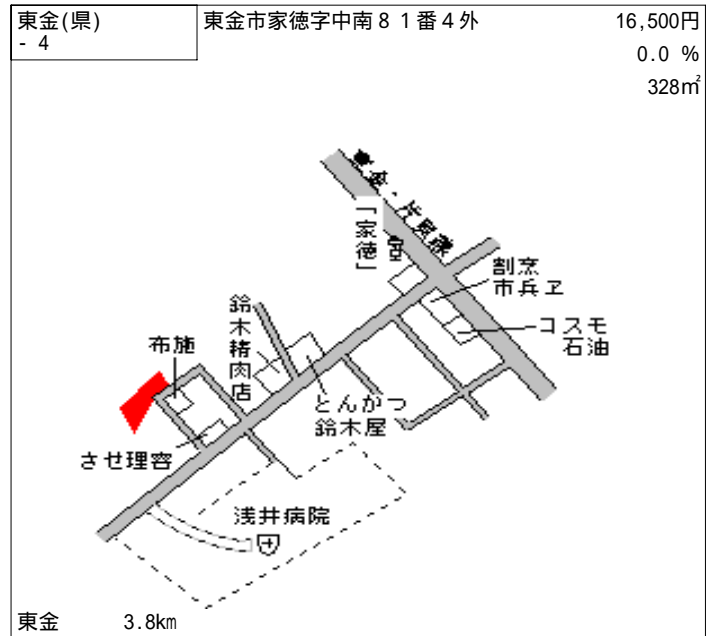 東金(県)
- 4
東金市家徳字中南８１番４外
16,500円
0.0 %
328㎡
東金・片貝線
「家徳」
割烹
市兵ヱ
コスモ
石油
鈴木精肉店
布施
とんかつ
鈴木屋
させ理容
浅井病院
東金 3.8km